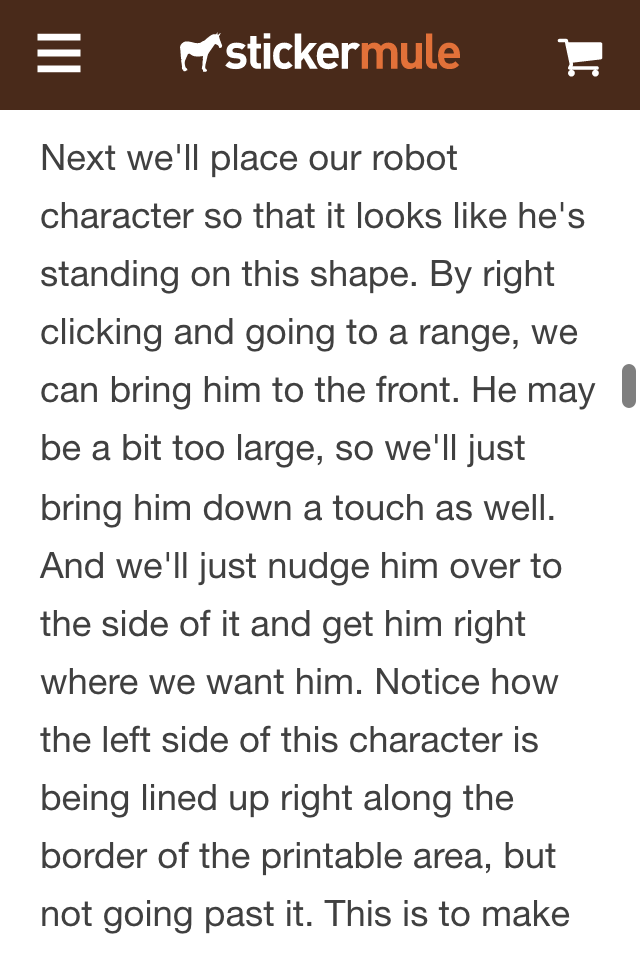 stickermule
Next we'll place our robot
character so that it looks like he's
standing on this shape. By right
clicking and going to a range, we
can bring him to the front. He may
be a bit too large, so we'll just
bring him down a touch as well.
And we'll just nudge him over to
the side of it and get him right
where we want him. Notice how
the left side of this character is
being lined up right along the
border of the printable area, but
not going past it. This is to make